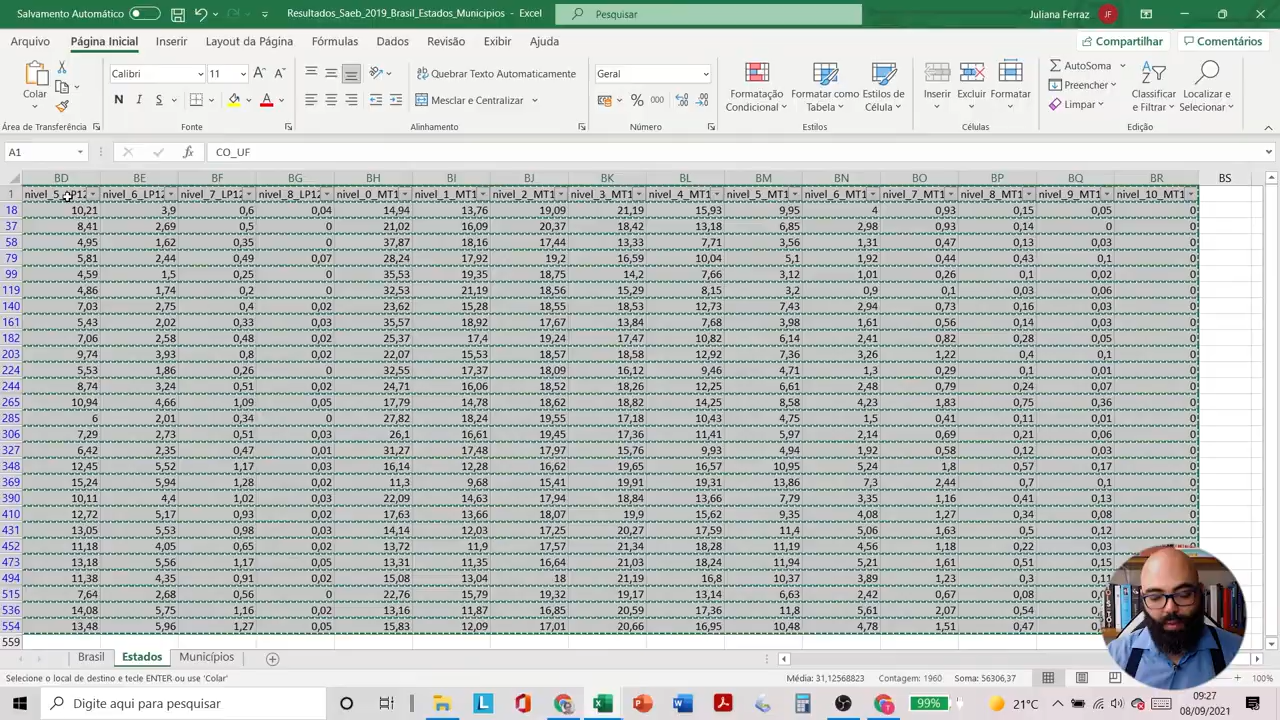 Salvamento Automático Resultados_Saeb_2019_Brasil_Estados_Municipios - Excel Pesquisar Juliana Ferraz JF
Arquivo Página Inicial Inserir Layout da Página Fórmulas Dados Revisão Exibir Ajuda Compartilhar Comentários
Colar Calibri 11 Quebrar Texto Automaticamente Geral Formatação Condicional Formatar como Tabela Estilos de Célula Inserir Excluir Formatar AutoSoma Preencher Limpar Classificar e Filtrar Localizar e Selecionar
N I S Mesclar e Centralizar % 000
Área de Transferência Fonte Alinhamento Número Estilos Células Edição
A1 fx CO_UF
BD BE BF BG BH BI BJ BK BL BM BN BO BP BQ BR BS
1 nivel_5_LP12 nivel_6_LP12 nivel_7_LP12 nivel_8_LP12 nivel_0_MT1 nivel_1_MT1 nivel_2_MT1 nivel_3_MT1 nivel_4_MT1 nivel_5_MT1 nivel_6_MT1 nivel_7_MT1 nivel_8_MT1 nivel_9_MT1 nivel_10_MT1
18 10,21 3,9 0,6 0,04 14,94 13,76 19,09 21,19 15,93 9,95 4 0,93 0,15 0,05 0
37 8,41 2,69 0,5 0 21,02 16,09 20,37 18,42 13,18 6,85 2,98 0,93 0,14 0 0
58 4,95 1,62 0,35 0 37,87 18,16 17,44 13,33 7,71 3,56 1,31 0,47 0,13 0,03 0
79 5,81 2,44 0,49 0,07 28,24 17,92 19,2 16,59 10,04 5,1 1,92 0,44 0,43 0,1 0
99 4,59 1,5 0,25 0 35,53 19,35 18,75 14,2 7,66 3,12 1,01 0,26 0,1 0,02 0
119 4,86 1,74 0,2 0 32,53 21,19 18,56 15,29 8,15 3,2 0,9 0,1 0,03 0,06 0
140 7,03 2,75 0,4 0,02 23,62 15,28 18,55 18,53 12,73 7,43 2,94 0,73 0,16 0,03 0
161 5,43 2,02 0,33 0,03 35,57 18,92 17,67 13,84 7,68 3,98 1,61 0,56 0,14 0,03 0
182 7,06 2,58 0,48 0,02 25,37 17,4 19,24 17,47 10,82 6,14 2,41 0,82 0,28 0,05 0
203 9,74 3,93 0,8 0,02 22,07 15,53 18,57 18,58 12,92 7,36 3,26 1,22 0,4 0,1 0
224 5,53 1,86 0,26 0 32,55 17,37 18,09 16,12 9,46 4,71 1,3 0,29 0,1 0,01 0
244 8,74 3,24 0,51 0,02 24,71 16,06 18,52 18,26 12,25 6,61 2,48 0,79 0,24 0,07 0
265 10,94 4,66 1,09 0,05 17,79 14,78 18,62 18,82 14,25 8,58 4,23 1,83 0,75 0,36 0
285 6 2,01 0,34 0 27,82 18,24 19,55 17,18 10,43 4,75 1,5 0,41 0,11 0,01 0
306 7,29 2,73 0,51 0,03 26,1 16,61 19,45 17,36 11,41 5,97 2,14 0,69 0,21 0,06 0
327 6,42 2,35 0,47 0,01 31,27 17,48 17,97 15,76 9,93 4,94 1,92 0,58 0,12 0,03 0
348 12,45 5,52 1,17 0,03 16,14 12,28 16,62 19,65 16,57 10,95 5,24 1,8 0,57 0,17 0
369 15,24 5,94 1,28 0,02 11,3 9,68 15,41 19,91 19,31 13,86 7,3 2,44 0,7 0,1 0
390 10,11 4,4 1,02 0,03 22,09 14,63 17,94 18,84 13,66 7,79 3,35 1,16 0,41 0,13 0
410 12,72 5,17 0,93 0,02 17,63 13,66 18,07 19,9 15,62 9,35 4,08 1,27 0,34 0,08 0
431 13,05 5,53 0,98 0,03 14,14 12,03 17,25 20,27 17,59 11,4 5,06 1,63 0,5 0,12 0
452 11,18 4,05 0,65 0,02 13,72 11,9 17,57 21,34 18,28 11,19 4,56 1,18 0,22 0,03
473 13,18 5,56 1,17 0,02 13,31 11,35 16,64 21,03 18,24 11,94 5,21 1,61 0,51
494 11,38 4,35 0,91 0,02 15,08 13,04 18 21,19 16,8 10,37 3,89 1,23 0,3
515 7,64 2,68 0,56 0 22,76 15,79 19,32 19,17 13,14 6,63 2,42 0,67 0,08
536 14,08 5,75 1,16 0,02 13,16 11,87 16,85 20,59 17,36 11,8 5,61 2,07 0,54
554 13,48 5,96 1,27 0,05 15,83 12,09 17,01 20,66 16,95 10,48 4,78 1,51 0,47
559
Brasil Estados Municípios
Selecione o local de destino e tecle ENTER ou use 'Colar' Média: 31,12568823 Contagem: 1960 Soma: 56306,37 100%
Digite aqui para pesquisar 99% 21°C 09:27
08/09/2021